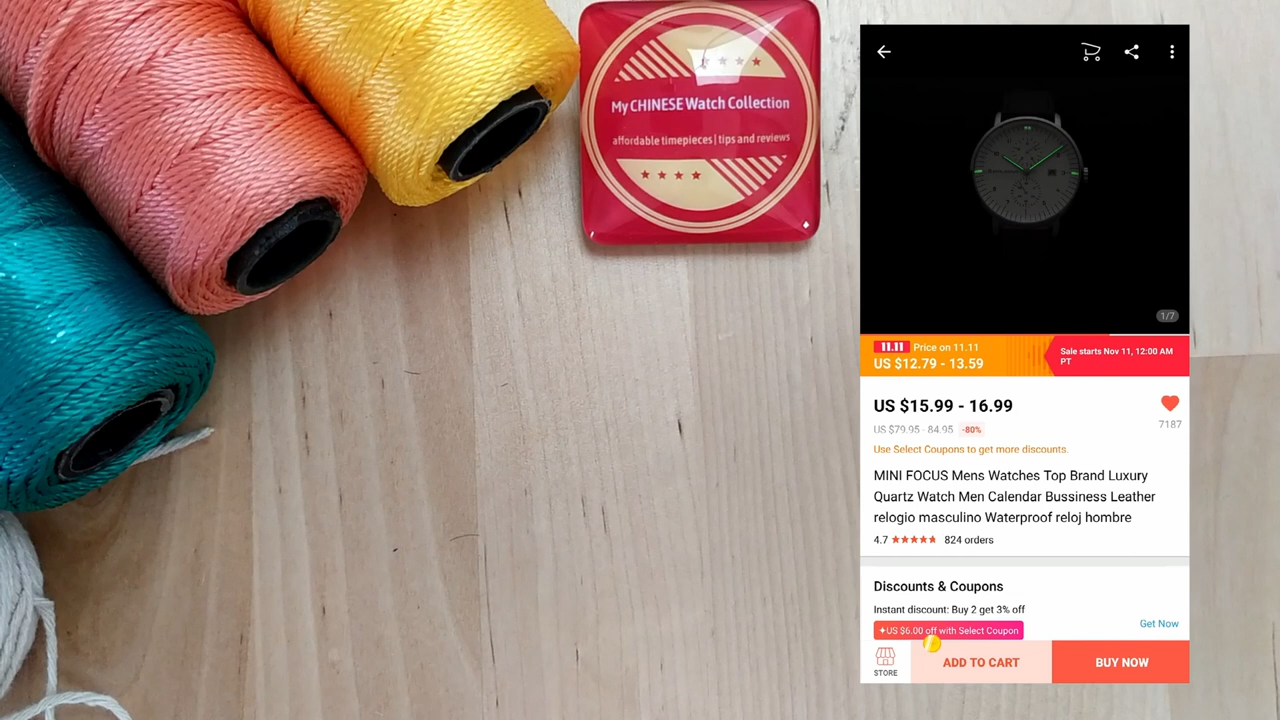 My CHINESE Watch Collection
affordable timepieces | tips and reviews
1/7
11.11 Price on 11.11
US $12.79 - 13.59
Sale starts Nov 11, 12:00 AM
PT
US $15.99 - 16.99
7187
US $79.95 - 84.95 -80%
Use Select Coupons to get more discounts.
MINI FOCUS Mens Watches Top Brand Luxury
Quartz Watch Men Calendar Bussiness Leather
relogio masculino Waterproof reloj hombre
4.7 ★★★★★ 824 orders
Discounts & Coupons
Instant discount: Buy 2 get 3% off
✦US $6.00 off with Select Coupon
Get Now
STORE
ADD TO CART
BUY NOW